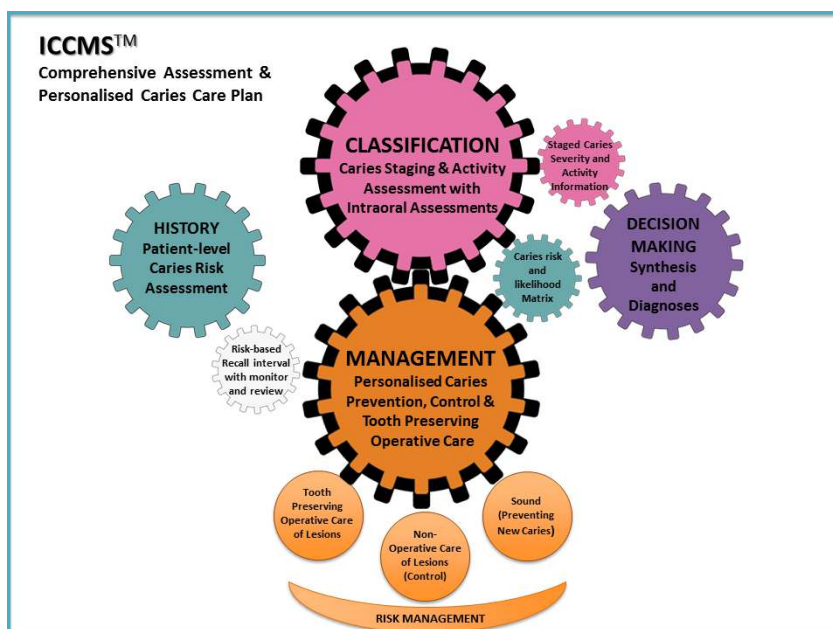 ICCMS™
Comprehensive Assessment &
Personalised Caries Care Plan
CLASSIFICATION
Caries Staging & Activity
Assessment with
Intraoral Assessments
Staged Caries
Severity and
Activity
Information
HISTORY
Patient-level
Caries Risk
Assessment
DECISION
MAKING
Synthesis
and
Diagnoses
Caries risk
and
likelihood
Matrix
Risk-based
Recall interval
with monitor
and review
MANAGEMENT
Personalised Caries
Prevention, Control &
Tooth Preserving
Operative Care
Tooth
Preserving
Operative Care
of Lesions
Non-
Operative Care
of Lesions
(Control)
Sound
(Preventing
New Caries)
RISK MANAGEMENT